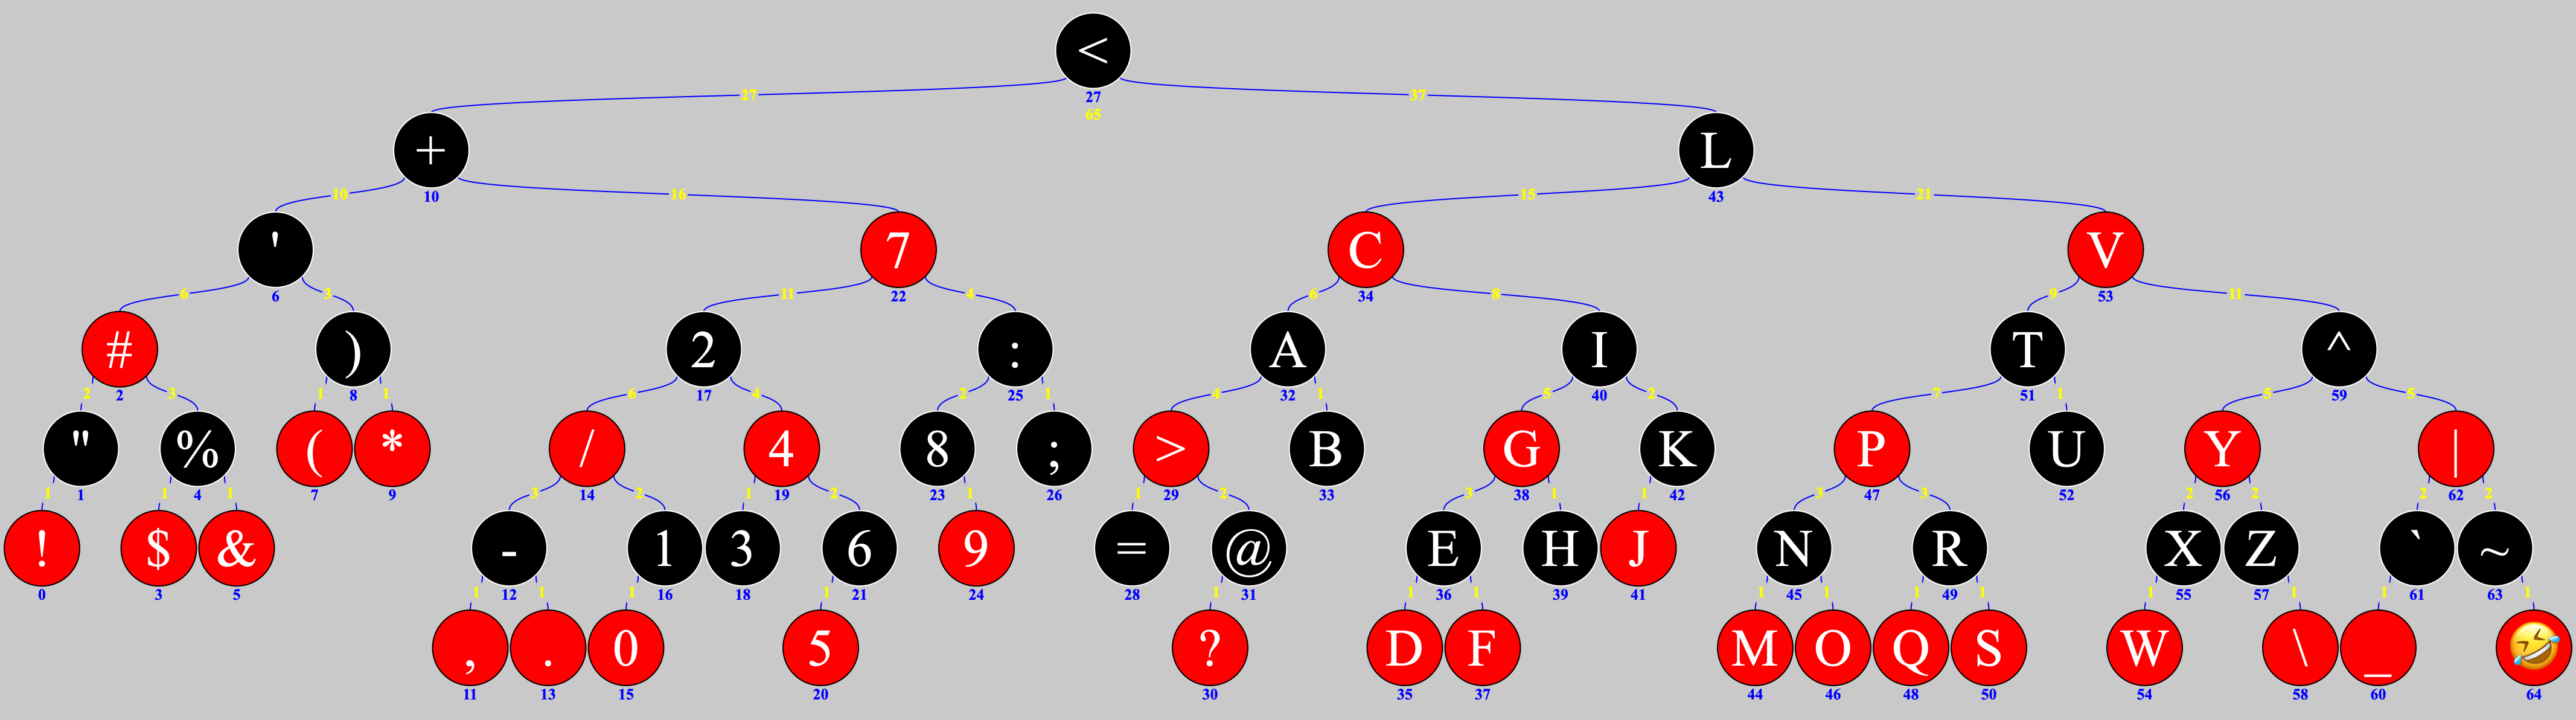 <
27 27 37
65
+ L
10 10 16 15 43 21
' 7 C V
6 6 3 11 22 4 6 34 8 9 53 11
# ) 2 : A I T ^
2 2 3 1 8 1 6 17 4 2 25 1 4 32 1 5 40 2 7 51 1 5 59 5
" % ( * / 4 8 ; > B G K P U Y |
1 1 1 4 1 7 9 3 14 2 1 19 2 23 1 26 1 29 2 33 3 38 1 1 42 3 47 3 52 2 56 2 2 62 2
! $ & - 1 3 6 9 = @ E H J N R X Z ` ~
0 3 5 1 12 1 1 16 18 1 21 24 28 1 31 1 36 1 39 41 1 45 1 1 49 1 1 55 57 1 1 61 63 1
, . 0 5 ? D F M O Q S W \ _ 🤣
11 13 15 20 30 35 37 44 46 48 50 54 58 60 64